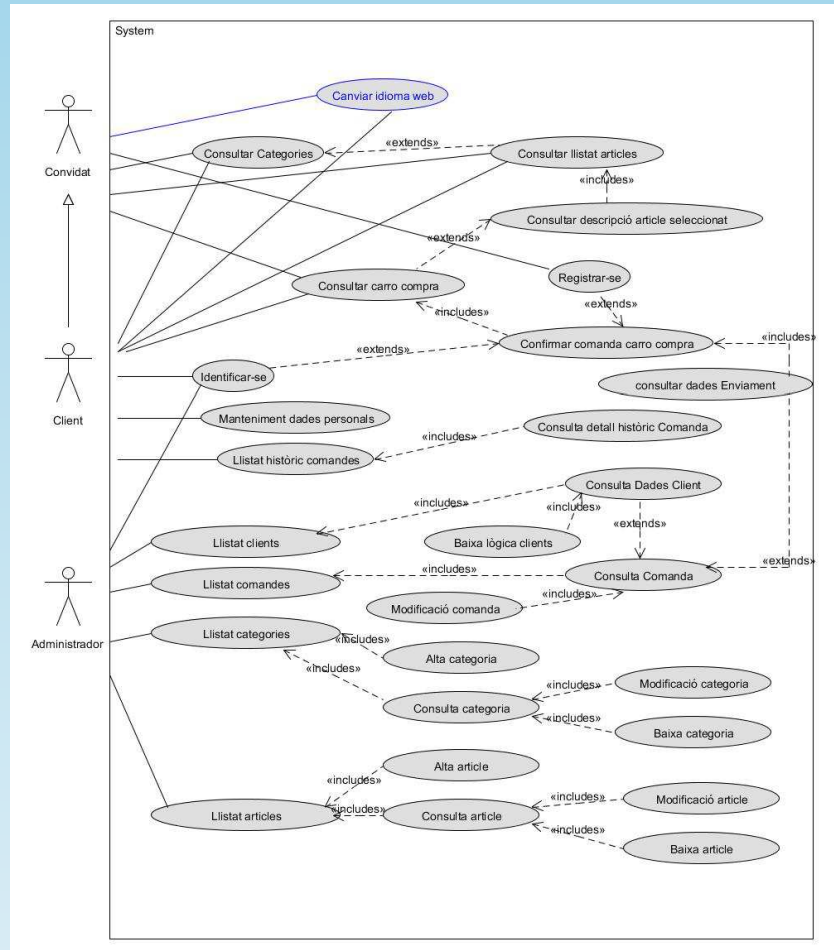 System
Canviar idioma web
Convidat
Consultar Categories
«extends»
Consultar llistat articles
«includes»
Consultar descripció article seleccionat
«extends»
Consultar carro compra
Registrar-se
«extends»
«includes»
Confirmar comanda carro compra
«includes»
Client
Identificar-se
«extends»
consultar dades Enviament
Manteniment dades personals
Consulta detall històric Comanda
«includes»
Llistat històric comandes
Consulta Dades Client
«includes»
«includes»
«extends»
Llistat clients
Baixa lògica clients
«extends»
Administrador
Llistat comandes
«includes»
Consulta Comanda
Modificació comanda
«includes»
Llistat categories
«includes»
Alta categoria
«includes»
Consulta categoria
«includes»
Modificació categoria
«includes»
Baixa categoria
Alta article
«includes»
Llistat articles
«includes»
Consulta article
«includes»
Modificació article
«includes»
Baixa article